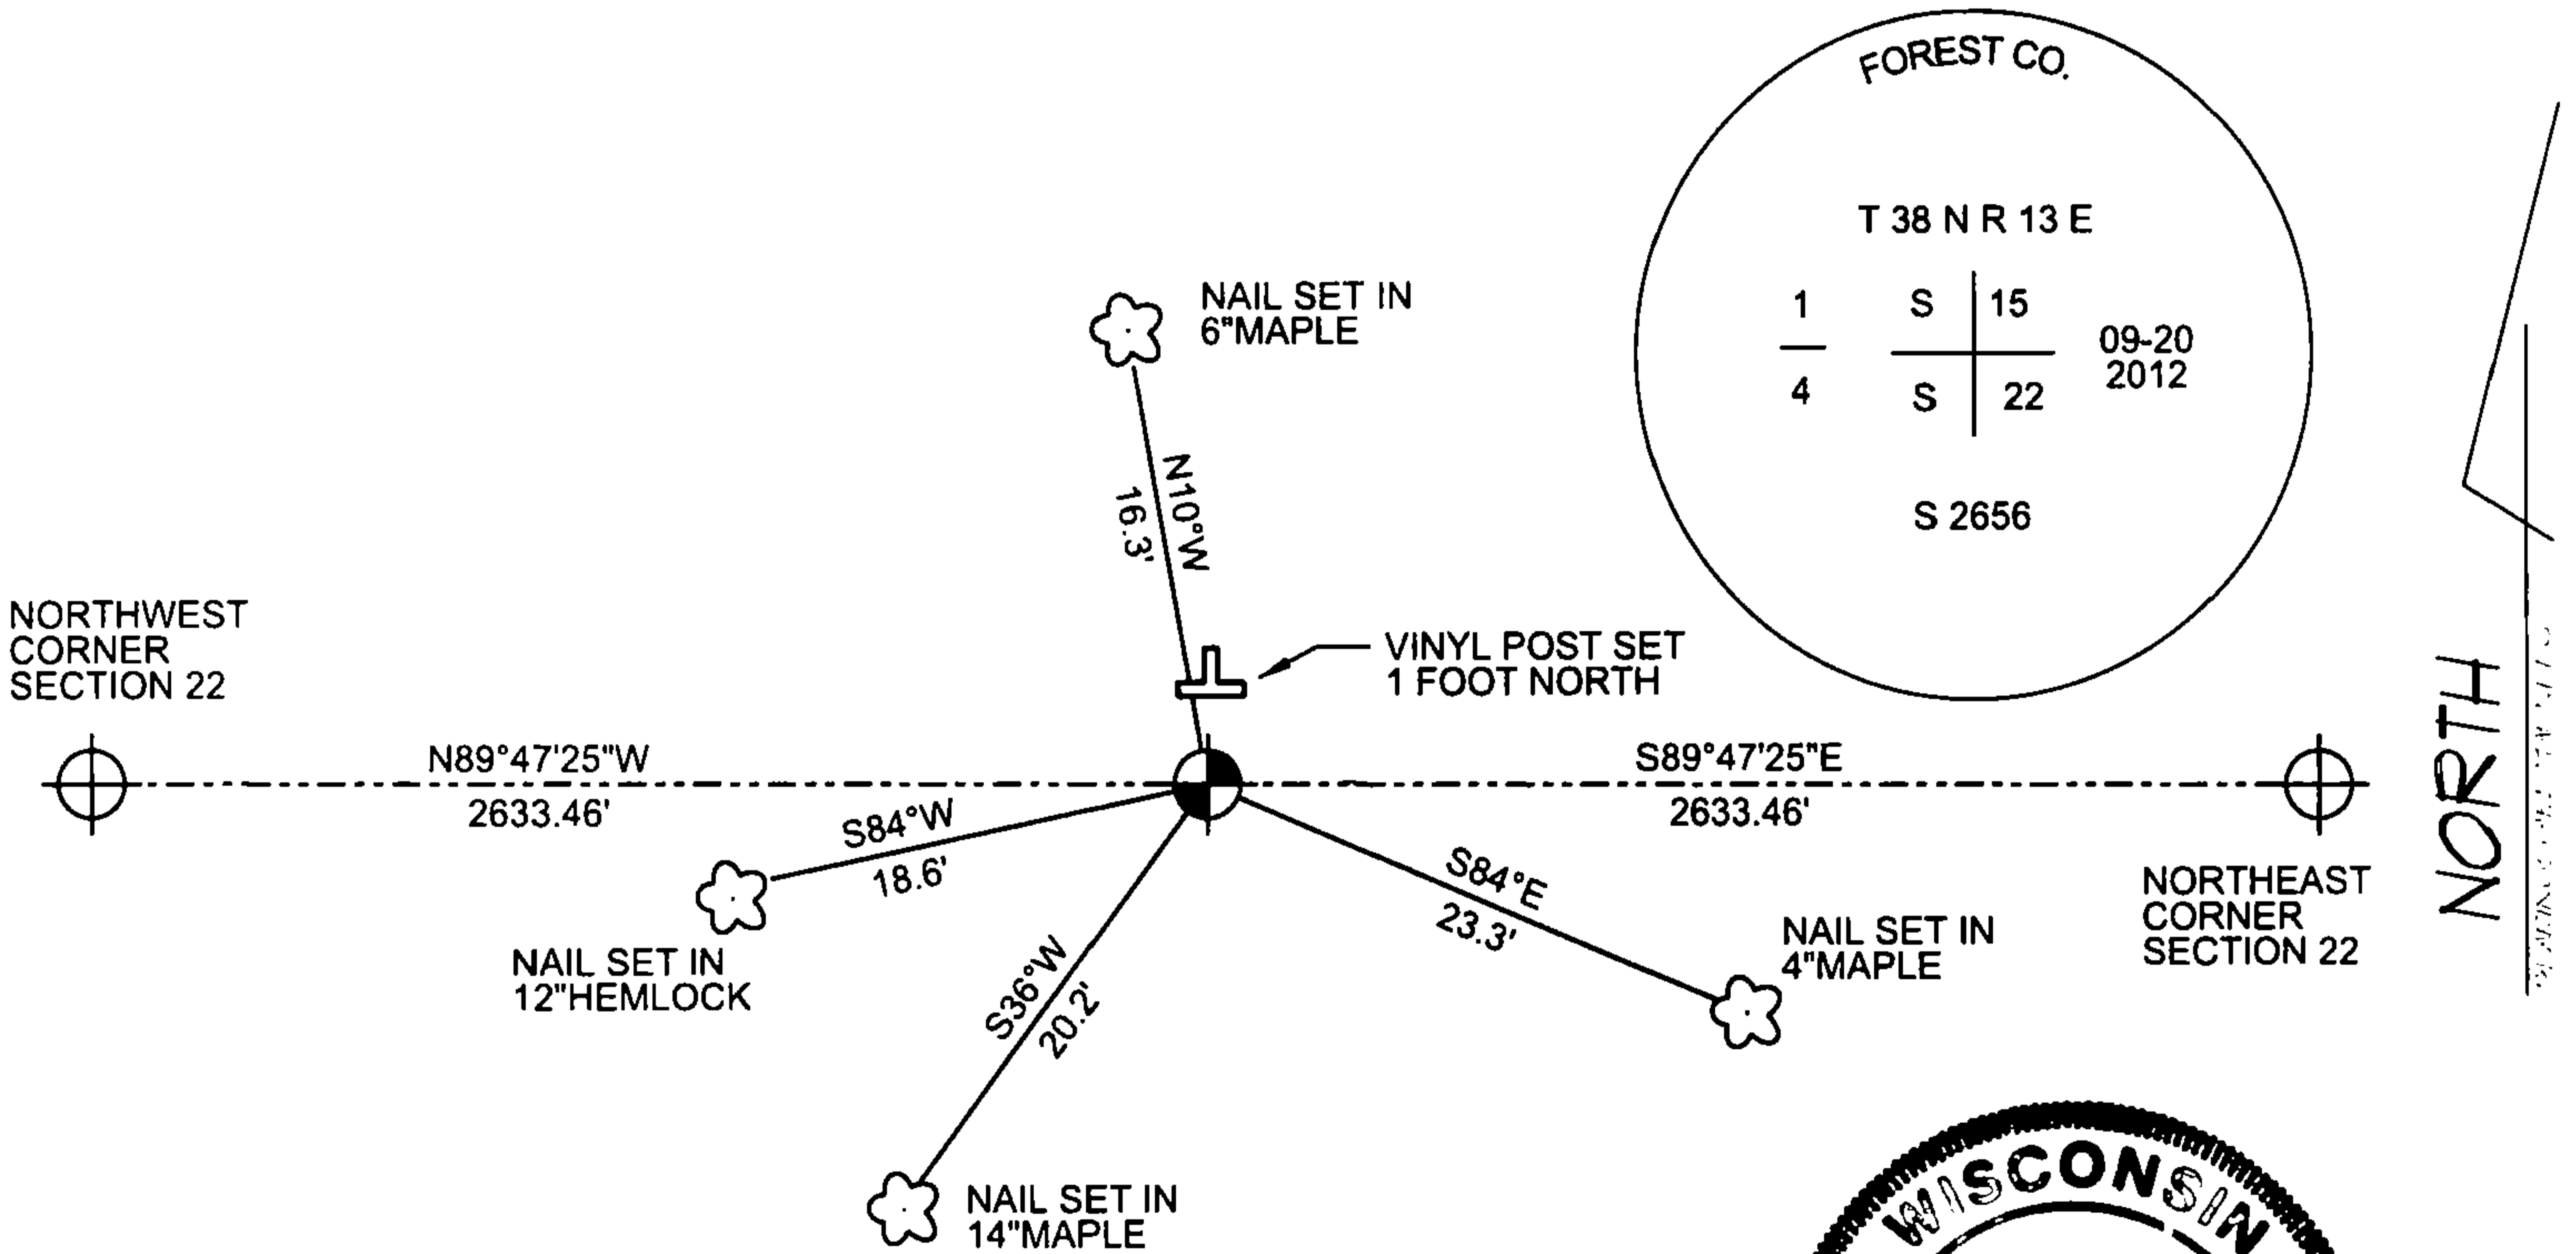 FOREST CO.
T 38 N R 13 E
1
4
S 15
S 22
09-20
2012
S 2656
NAIL SET IN
6"MAPLE
N10°W
16.3'
VINYL POST SET
1 FOOT NORTH
NORTH
NORTHWEST
CORNER
SECTION 22
N89°47'25"W
2633.46'
S89°47'25"E
2633.46'
S84°W
18.6'
S84°E
23.3'
NORTHEAST
CORNER
SECTION 22
NAIL SET IN
4"MAPLE
NAIL SET IN
12"HEMLOCK
S36°W
20.2'
NAIL SET IN
14"MAPLE
WISCONSIN